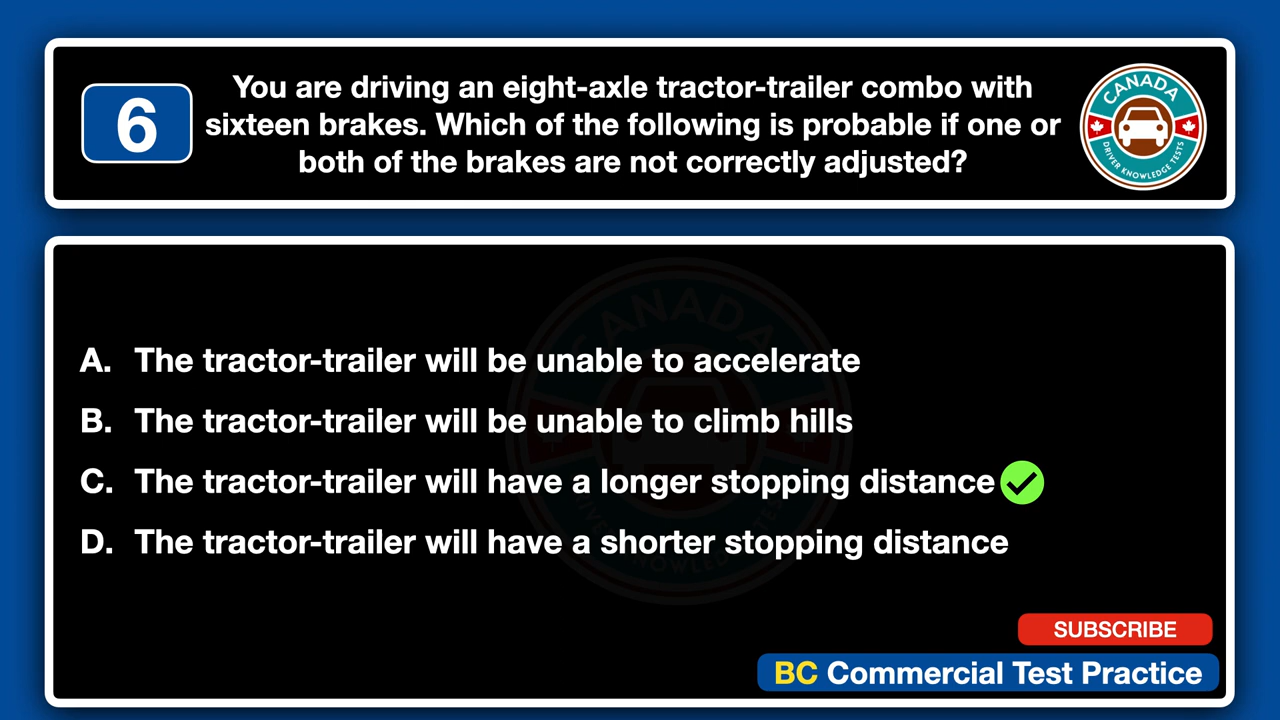 6
You are driving an eight-axle tractor-trailer combo with
sixteen brakes. Which of the following is probable if one or
both of the brakes are not correctly adjusted?
CANADA
DRIVER KNOWLEDGE TESTS
A. The tractor-trailer will be unable to accelerate
B. The tractor-trailer will be unable to climb hills
C. The tractor-trailer will have a longer stopping distance
D. The tractor-trailer will have a shorter stopping distance
SUBSCRIBE
BC Commercial Test Practice